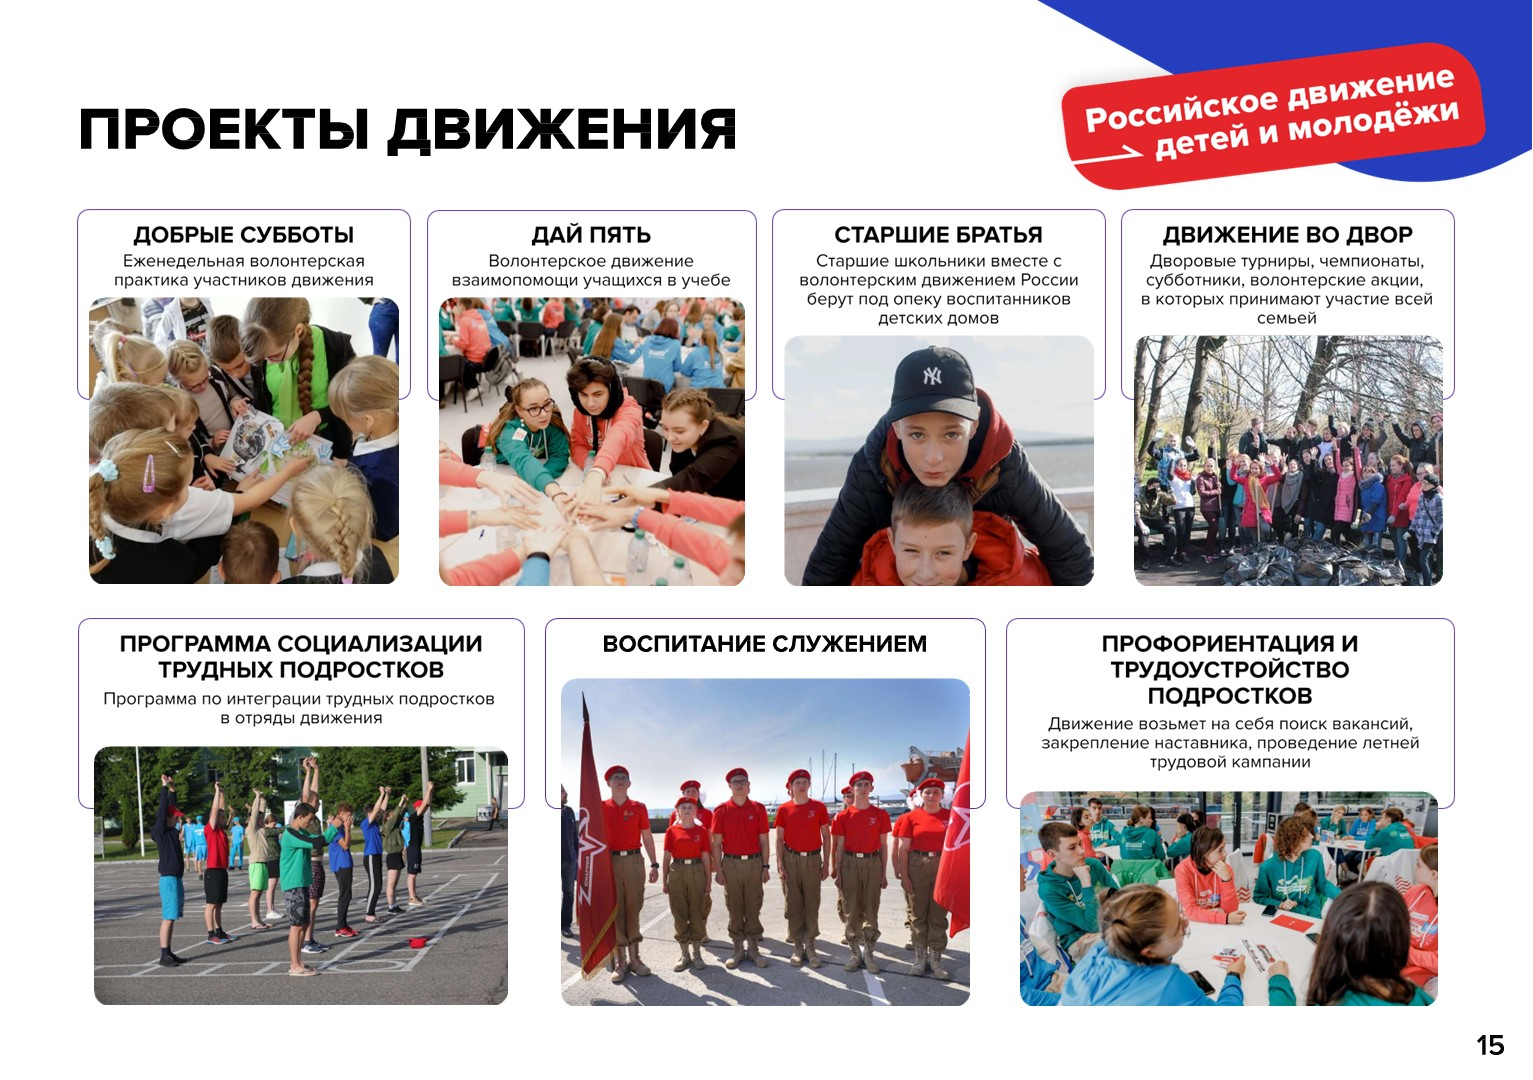 Российское движение
детей и молодёжи
ПРОЕКТЫ ДВИЖЕНИЯ
ДОБРЫЕ СУББОТЫ
Еженедельная волонтерская
практика участников движения
ДАЙ ПЯТЬ
Волонтерское движение
взаимопомощи учащихся в учебе
СТАРШИЕ БРАТЬЯ
Старшие школьники вместе с
волонтерским движением России
берут под опеку воспитанников
детских домов
ДВИЖЕНИЕ ВО ДВОР
Дворовые турниры, чемпионаты,
субботники, волонтерские акции,
в которых принимают участие всей
семьей
ПРОГРАММА СОЦИАЛИЗАЦИИ
ТРУДНЫХ ПОДРОСТКОВ
Программа по интеграции трудных подростков
в отряды движения
ВОСПИТАНИЕ СЛУЖЕНИЕМ
ПРОФОРИЕНТАЦИЯ И
ТРУДОУСТРОЙСТВО
ПОДРОСТКОВ
Движение возьмет на себя поиск вакансий,
закрепление наставника, проведение летней
трудовой кампании
15